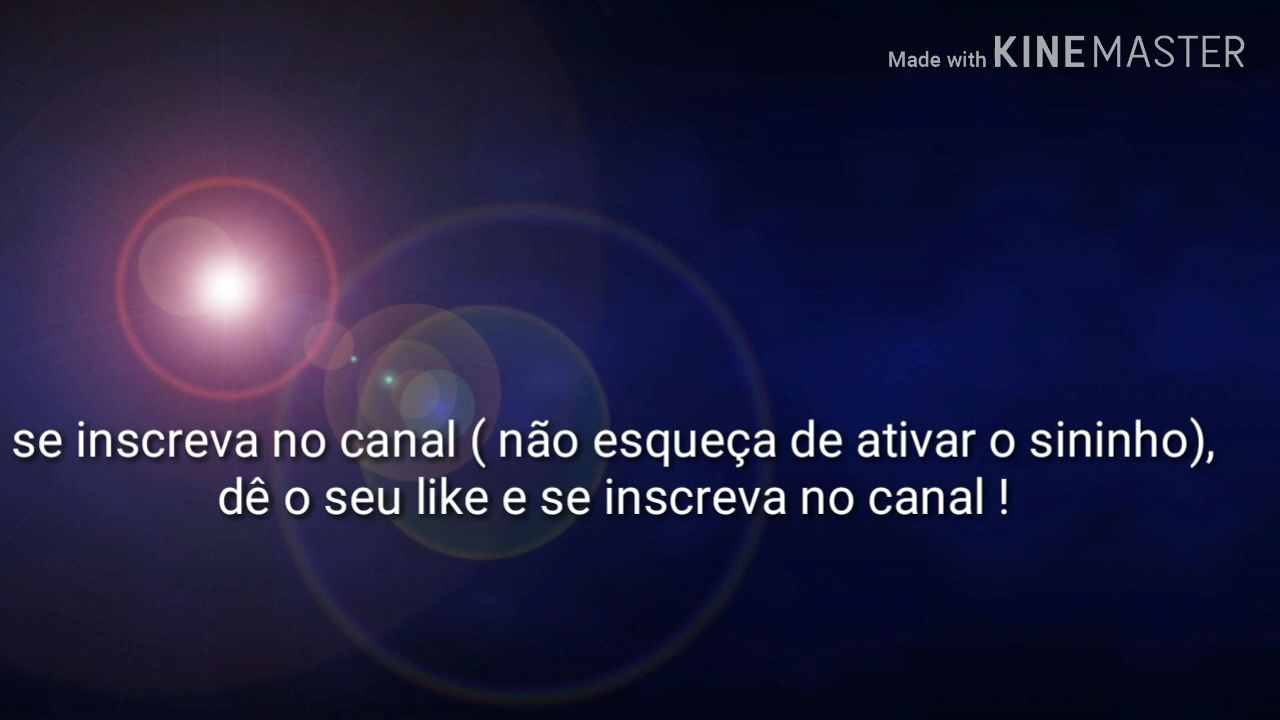 Made with KINEMASTER
se inscreva no canal ( não esqueça de ativar o sininho),
dê o seu like e se inscreva no canal !